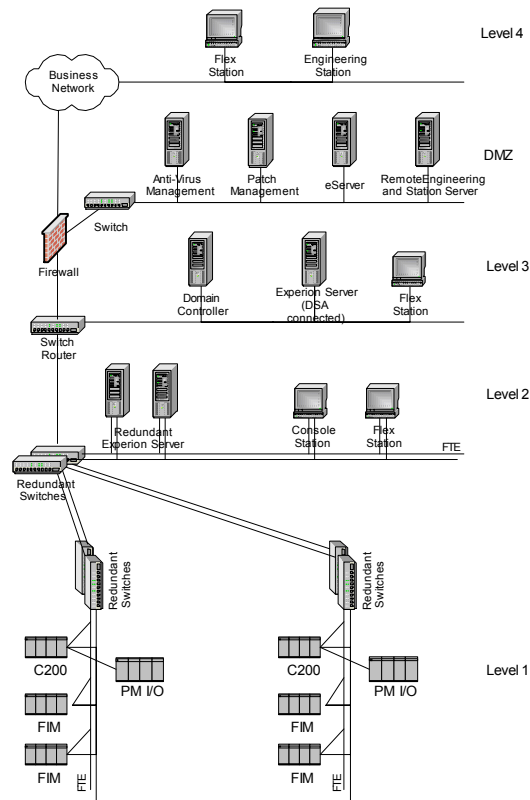 Level 4
Flex
Station
Engineering
Station
Business
Network
DMZ
Anti-Virus
Management
Patch
Management
eServer
RemoteEngineering
and Station Server
Switch
Firewall
Level 3
Domain
Controller
Experion Server
(DSA
connected)
Flex
Station
Switch
Router
Level 2
Redundant
Experion Server
Console
Station
Flex
Station
FTE
Redundant
Switches
Redundant
Switches
Redundant
Switches
C200
PM I/O
FIM
FIM
FTE
C200
PM I/O
FIM
FIM
FTE
Level 1